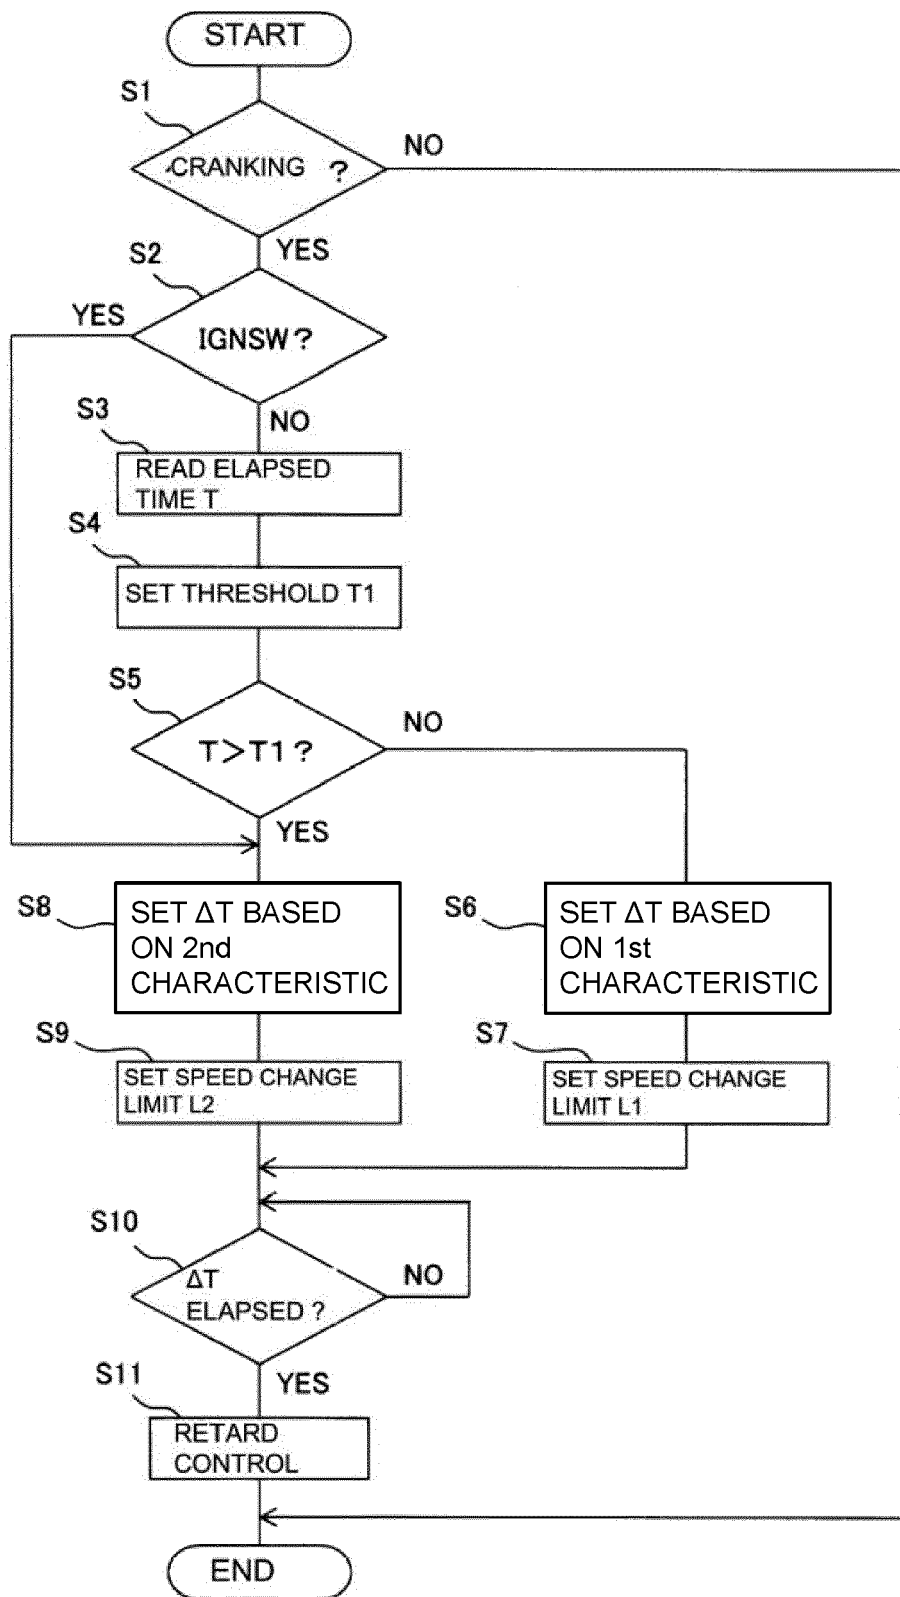 START
S1
CRANKING ?
NO
YES
S2
YES
IGNSW?
NO
S3
READ ELAPSED
TIME T
S4
SET THRESHOLD T1
S5
T>T1?
NO
YES
S8
SET ΔT BASED
ON 2nd
CHARACTERISTIC
S6
SET ΔT BASED
ON 1st
CHARACTERISTIC
S9
SET SPEED CHANGE
LIMIT L2
S7
SET SPEED CHANGE
LIMIT L1
S10
ΔT
ELAPSED ?
NO
YES
S11
RETARD
CONTROL
END